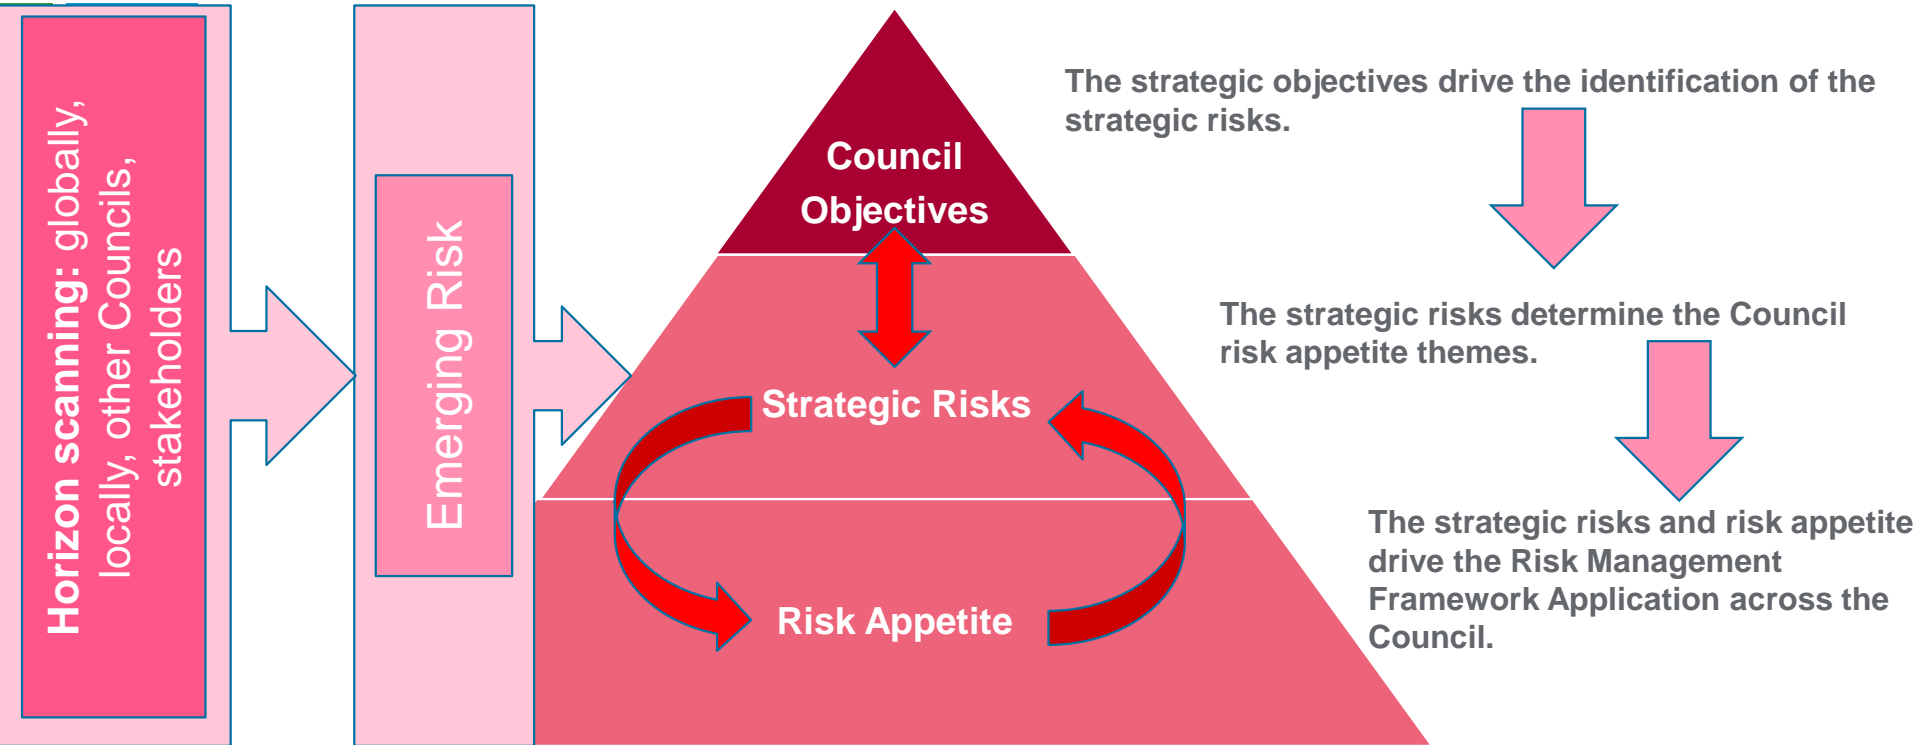 Horizon scanning: globally,
locally, other Councils,
stakeholders
Emerging Risk
Council
Objectives
Strategic Risks
Risk Appetite
The strategic objectives drive the identification of the
strategic risks.
The strategic risks determine the Council
risk appetite themes.
The strategic risks and risk appetite
drive the Risk Management
Framework Application across the
Council.